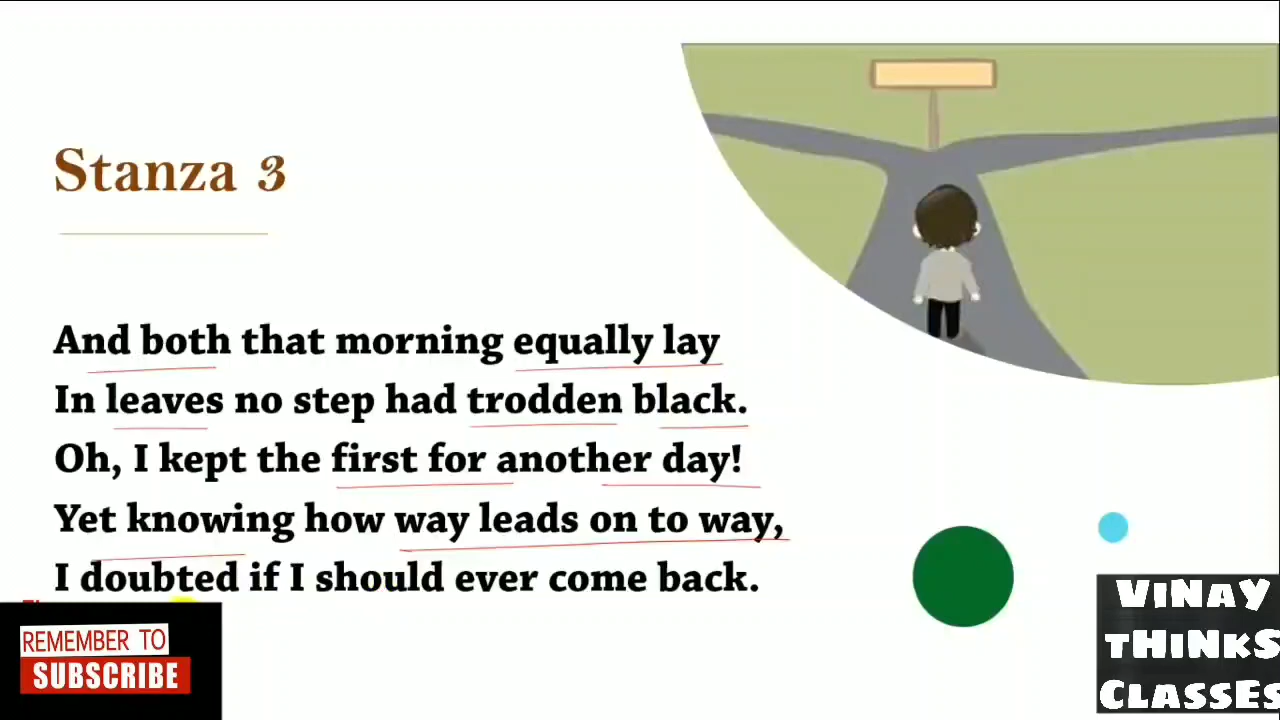 Stanza 3
And both that morning equally lay
In leaves no step had trodden black.
Oh, I kept the first for another day!
Yet knowing how way leads on to way,
I doubted if I should ever come back.
REMEMBER TO
SUBSCRIBE
ViNAY
THiNKS
CLASSES